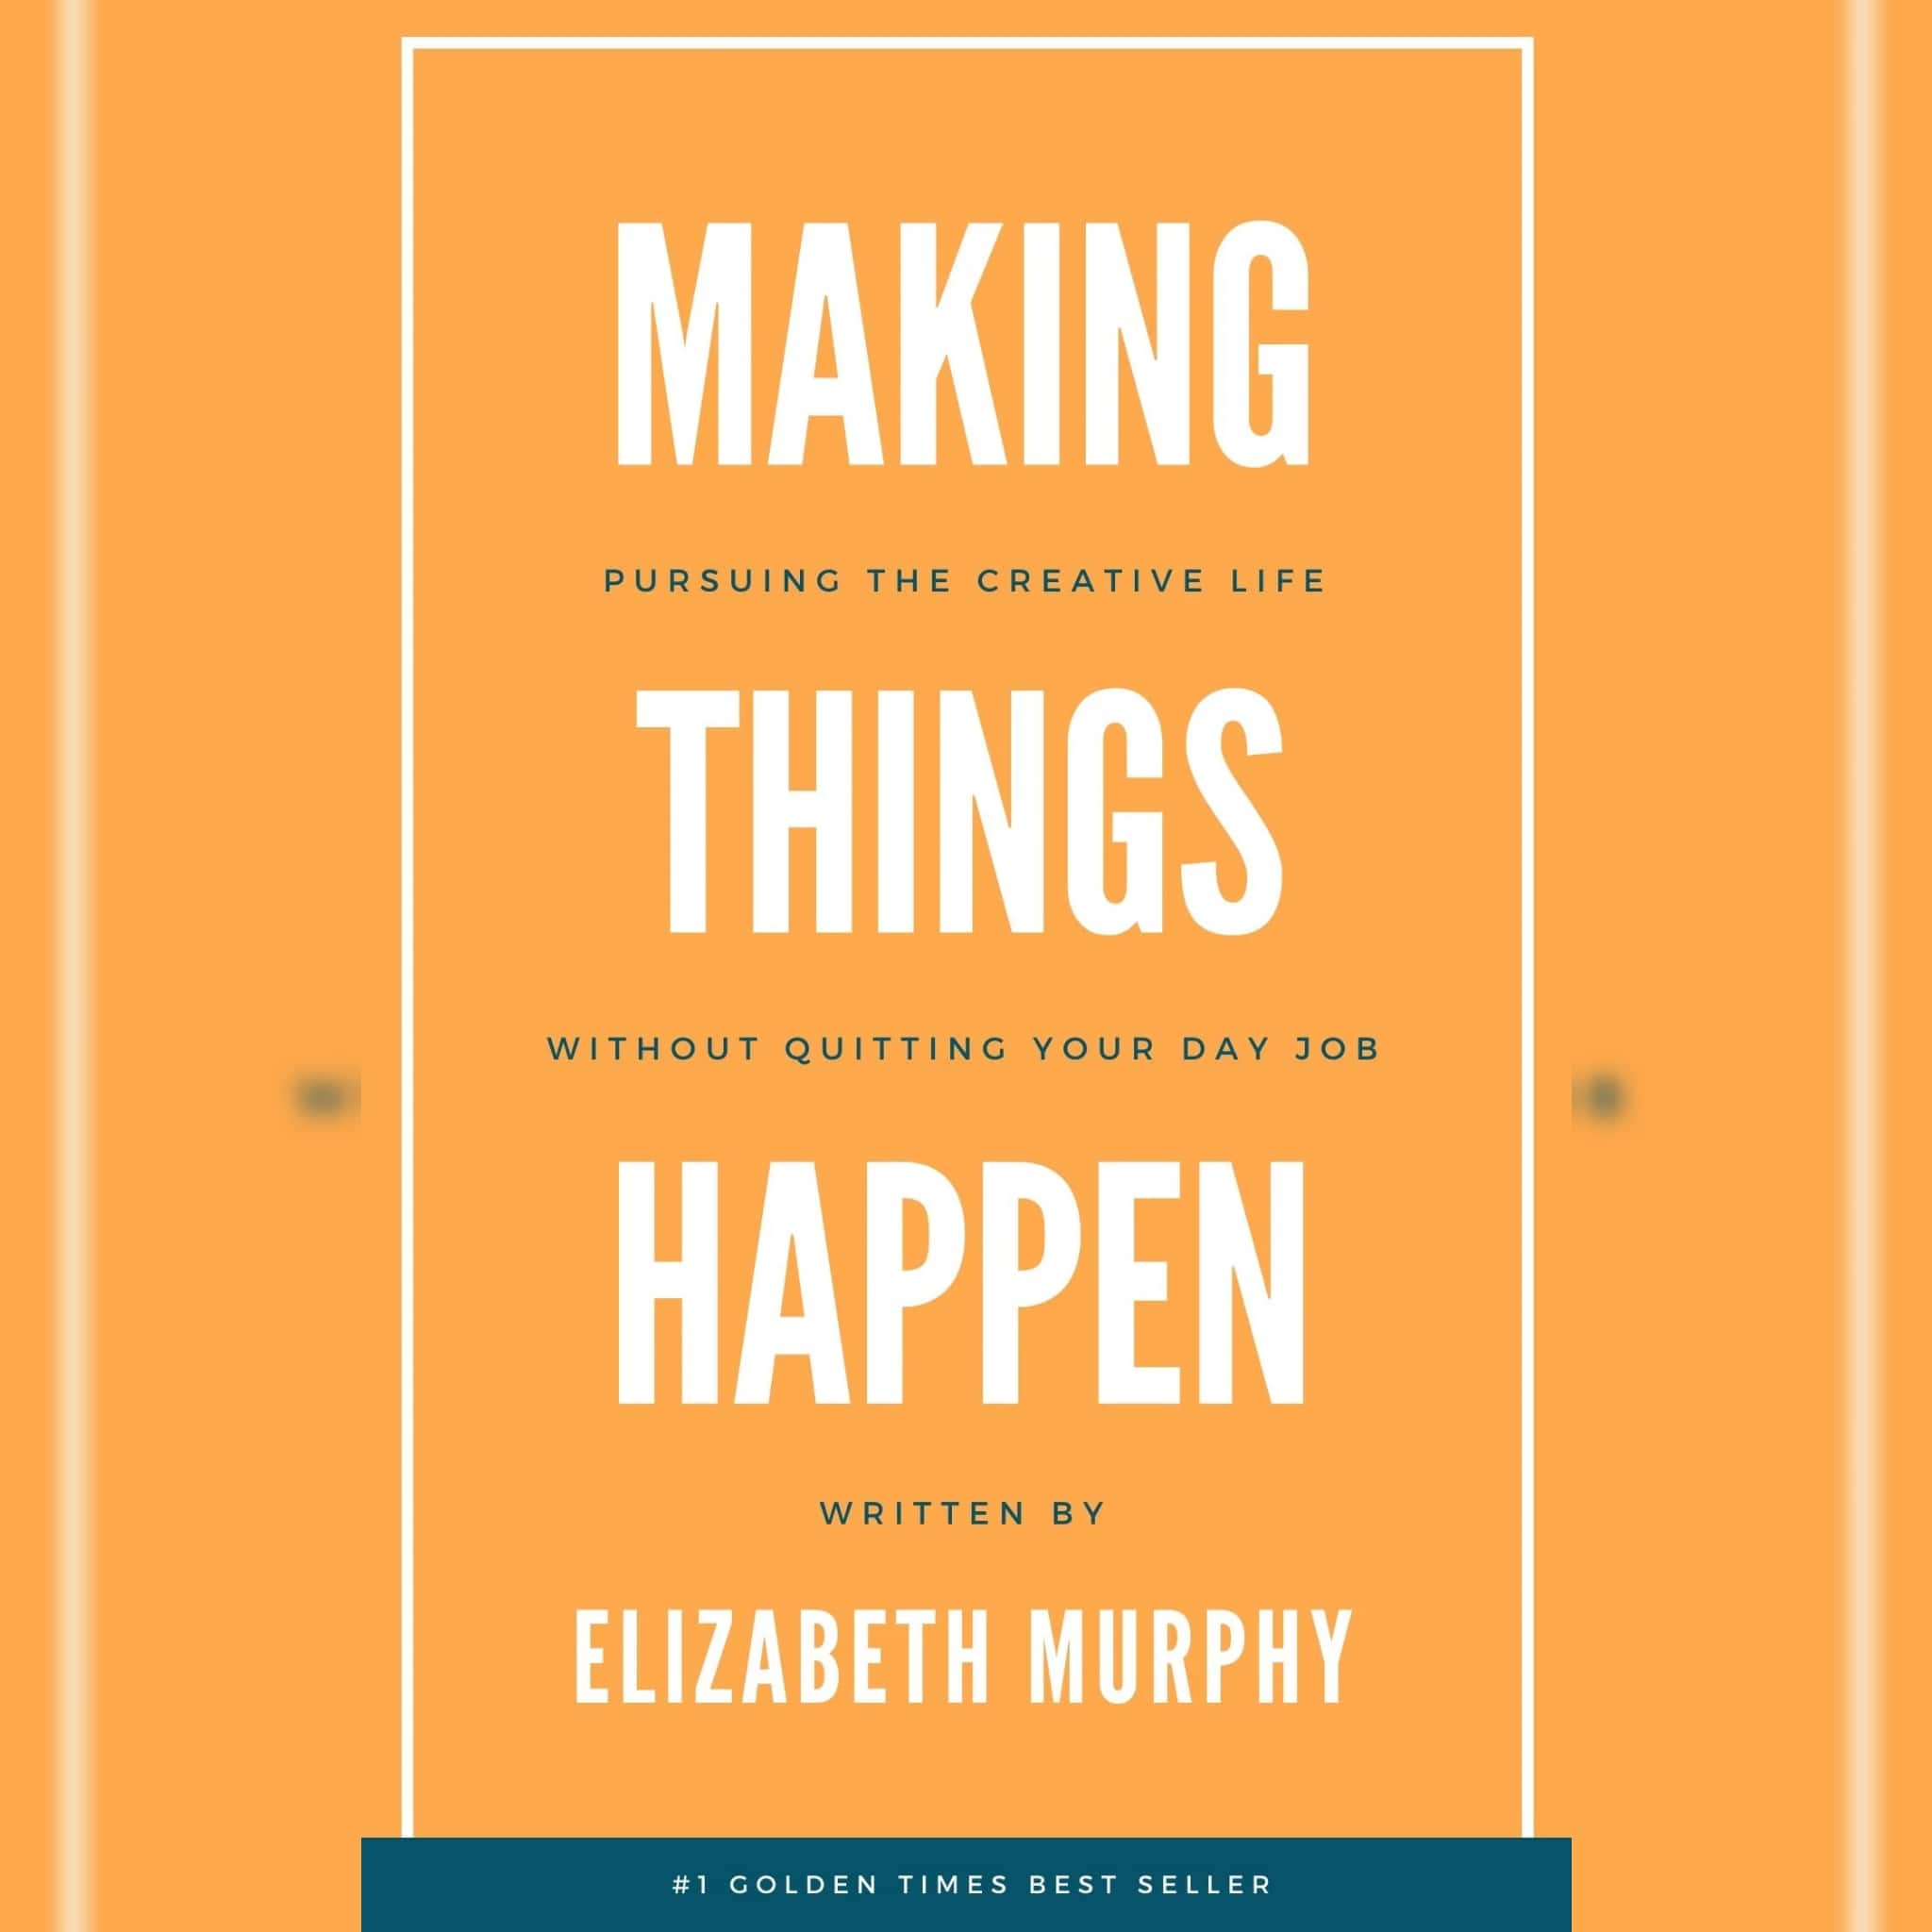 MAKING
PURSUING THE CREATIVE LIFE
THINGS
WITHOUT QUITTING YOUR DAY JOB
HAPPEN
WRITTEN BY
ELIZABETH MURPHY
#1 GOLDEN TIMES BEST SELLER